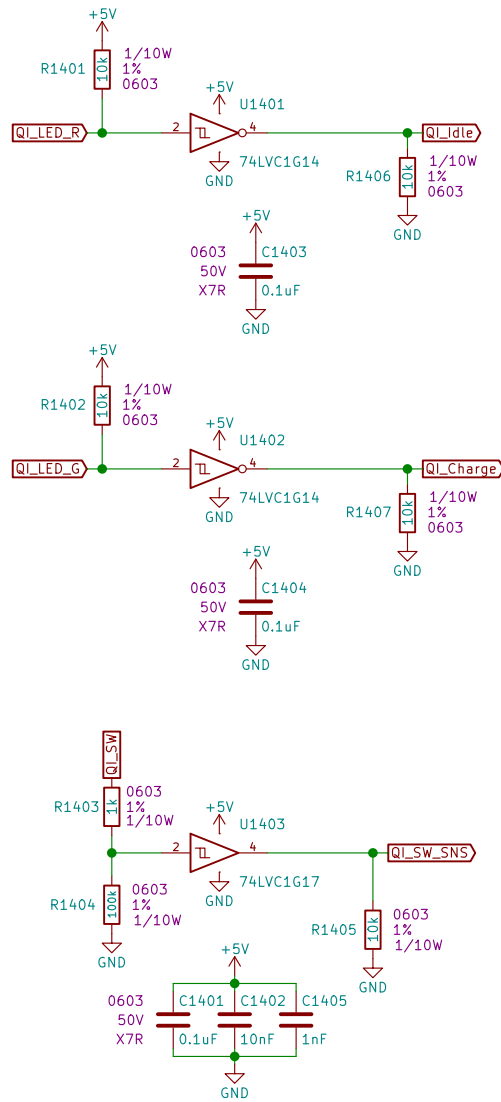 +5V
R1401
10k
1/10W
1%
0603
QI_LED_R
2
+5V
U1401
4
74LVC1G14
GND
QI_Idle
R1406
10k
1/10W
1%
0603
GND
+5V
0603
50V
X7R
C1403
0.1uF
GND
+5V
R1402
10k
1/10W
1%
0603
QI_LED_G
2
+5V
U1402
4
74LVC1G14
GND
QI_Charge
R1407
10k
1/10W
1%
0603
GND
+5V
0603
50V
X7R
C1404
0.1uF
GND
QI_SW
R1403
1k
0603
1%
1/10W
R1404
100k
0603
1%
1/10W
GND
2
+5V
U1403
4
74LVC1G17
GND
QI_SW_SNS
R1405
10k
0603
1%
1/10W
GND
+5V
0603
50V
X7R
C1401
0.1uF
C1402
10nF
C1405
1nF
GND